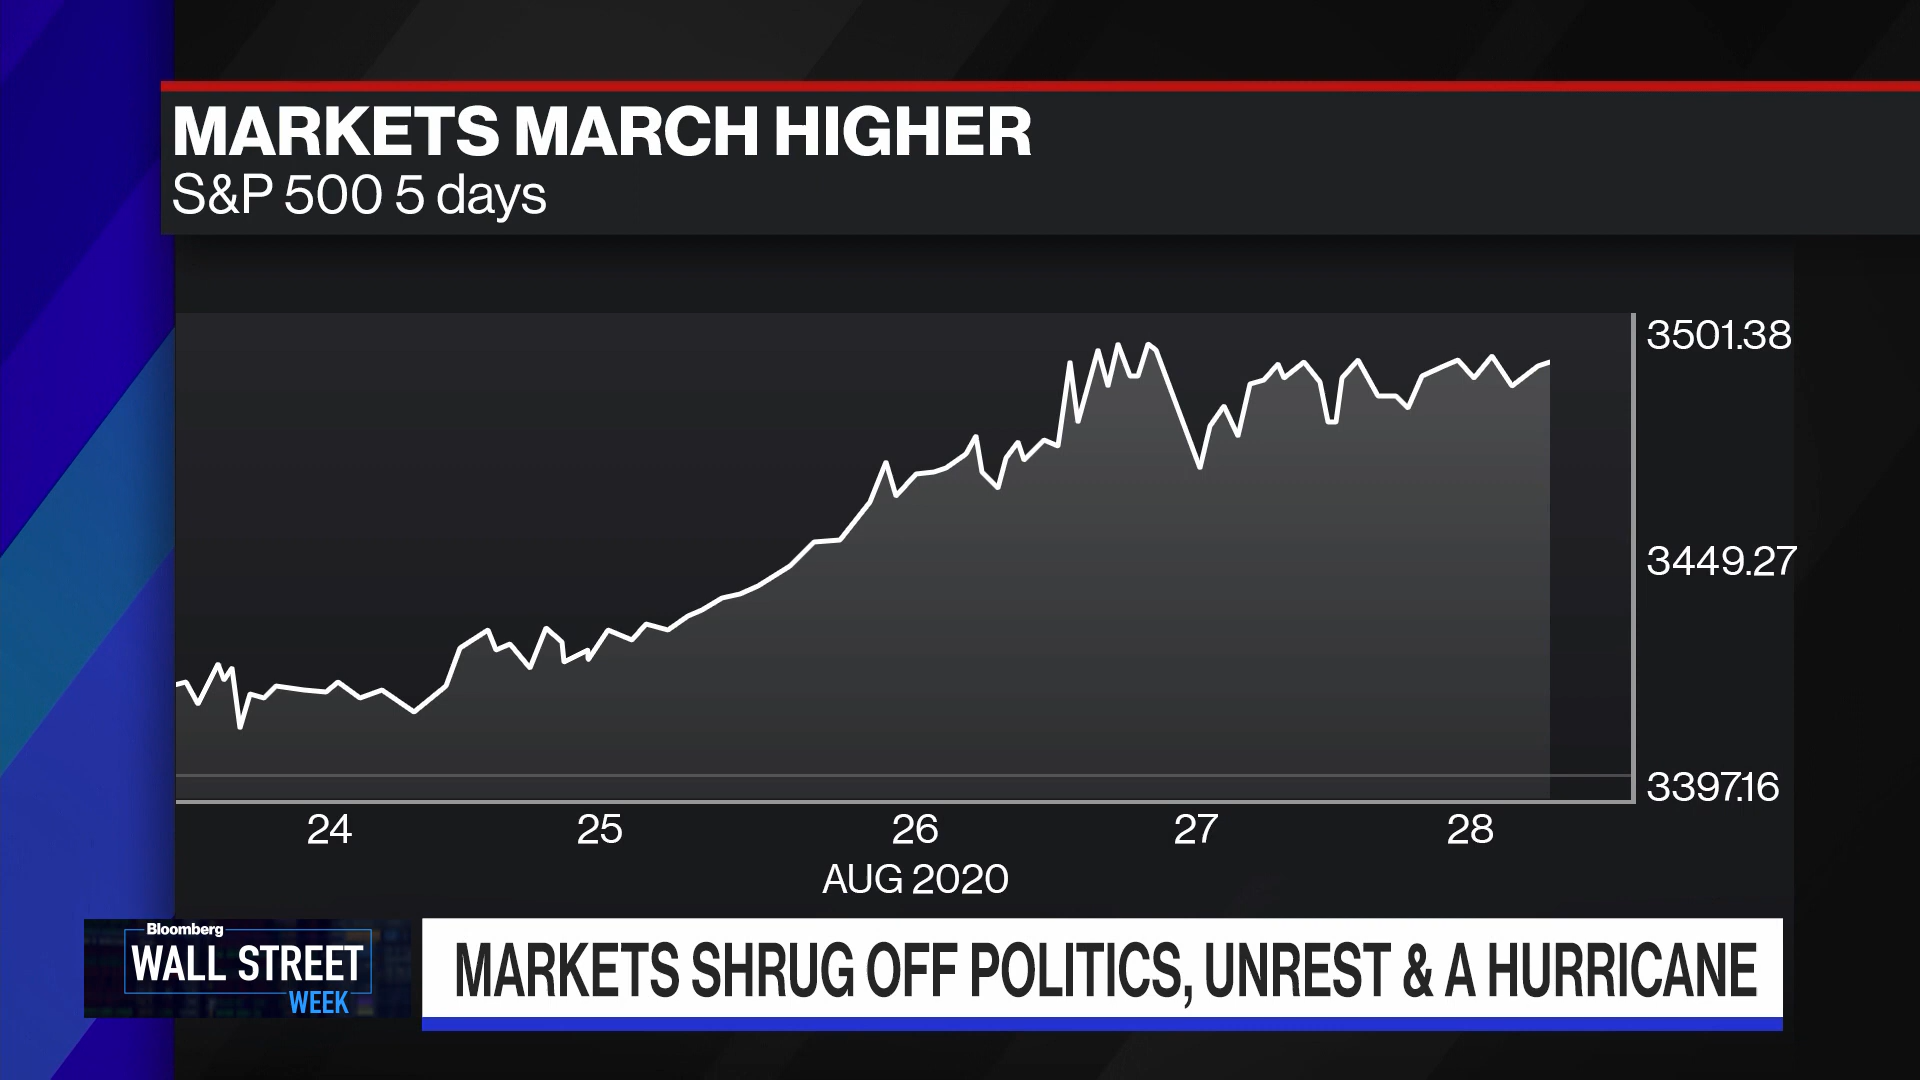 MARKETS MARCH HIGHER
S&P 500 5 days
3501.38
3449.27
3397.16
24 25 26 27 28
AUG 2020
Bloomberg
WALL STREET
WEEK
MARKETS SHRUG OFF POLITICS, UNREST & A HURRICANE